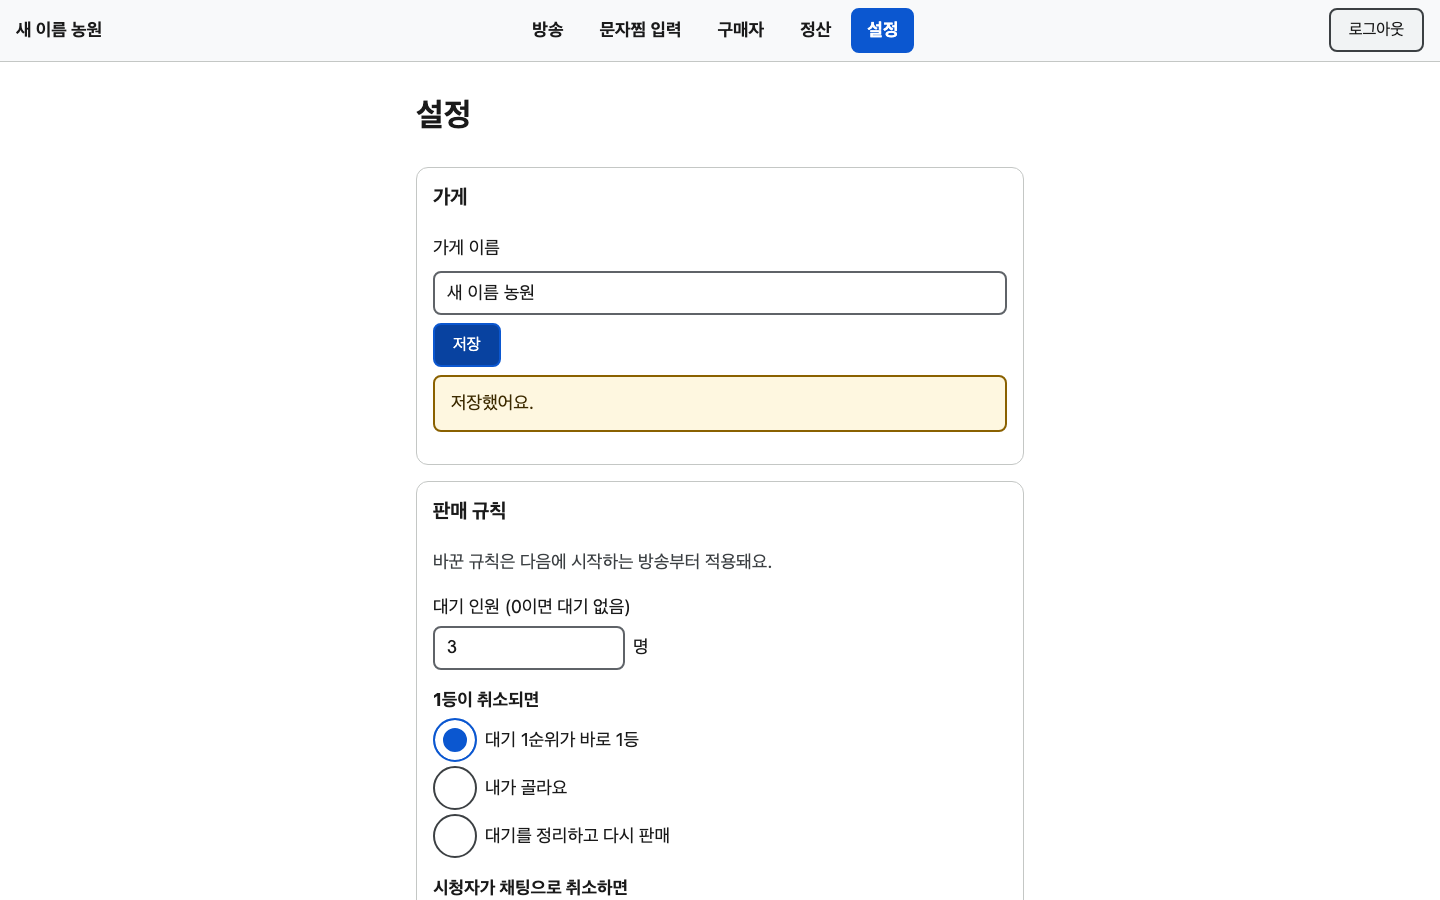 새 이름 농원
방송 문자찜 입력 구매자 정산 설정
로그아웃
설정
가게
가게 이름
새 이름 농원
저장
저장했어요.
판매 규칙
바꾼 규칙은 다음에 시작하는 방송부터 적용돼요.
대기 인원 (0이면 대기 없음)
3 명
1등이 취소되면
대기 1순위가 바로 1등
내가 골라요
대기를 정리하고 다시 판매
시청자가 채팅으로 취소하면